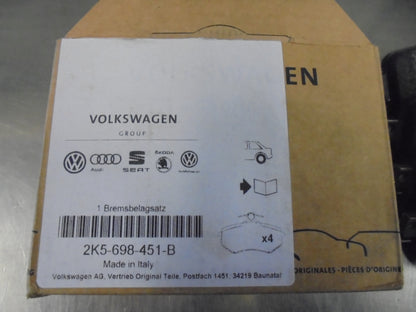 VOLKSWAGEN
VOLKSWAGEN
GROUP
Audi SEAT ŠKODA
1 Bremsbelagsatz
x4
2K5-698-451-B
Made in Italy
Volkswagen AG, Vertrieb Original Teile, Postfach 1451, 34219 Baunatal
ORIGINALES - PIÈCES D'ORIGINE